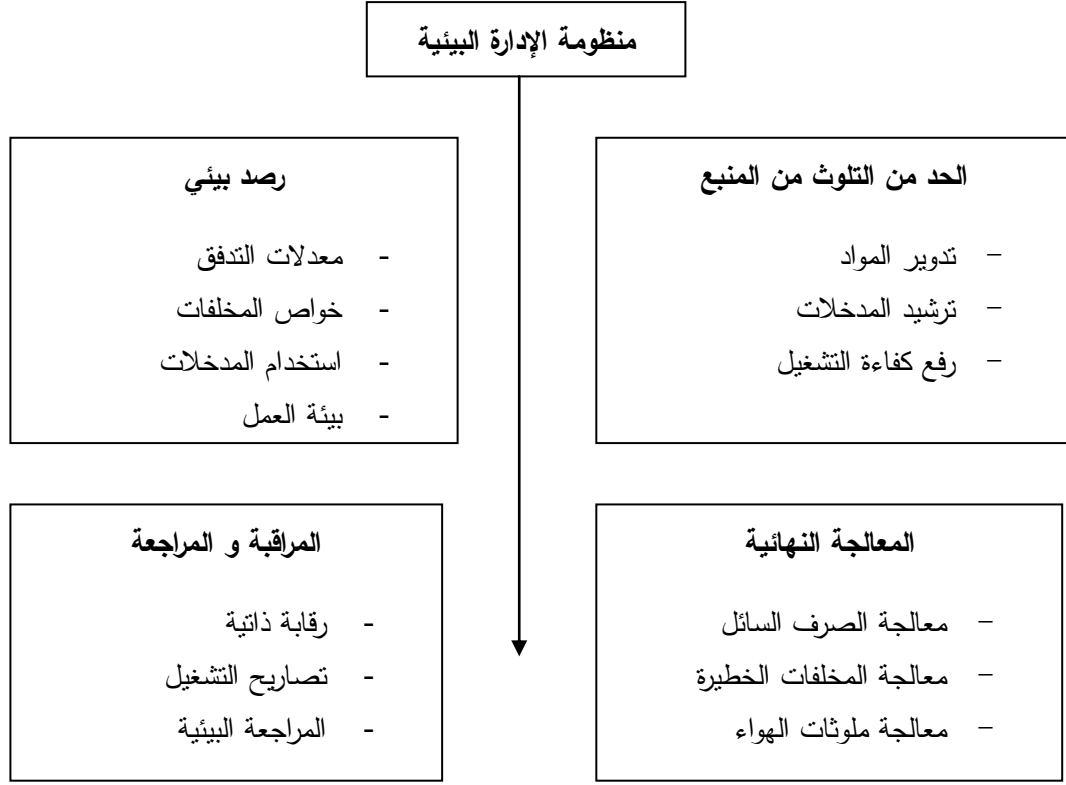 منظومة الإدارة البيئية
الحد من التلوث من المنبع
– تدوير المواد
– ترشيد المدخلات
– رفع كفاءة التشغيل
رصد بيئي
- معدلات التدفق
- خواص المخلفات
- استخدام المدخلات
- بيئة العمل
المعالجة النهائية
– معالجة الصرف السائل
– معالجة المخلفات الخطيرة
– معالجة ملوثات الهواء
المراقبة و المراجعة
- رقابة ذاتية
- تصاريح التشغيل
- المراجعة البيئية